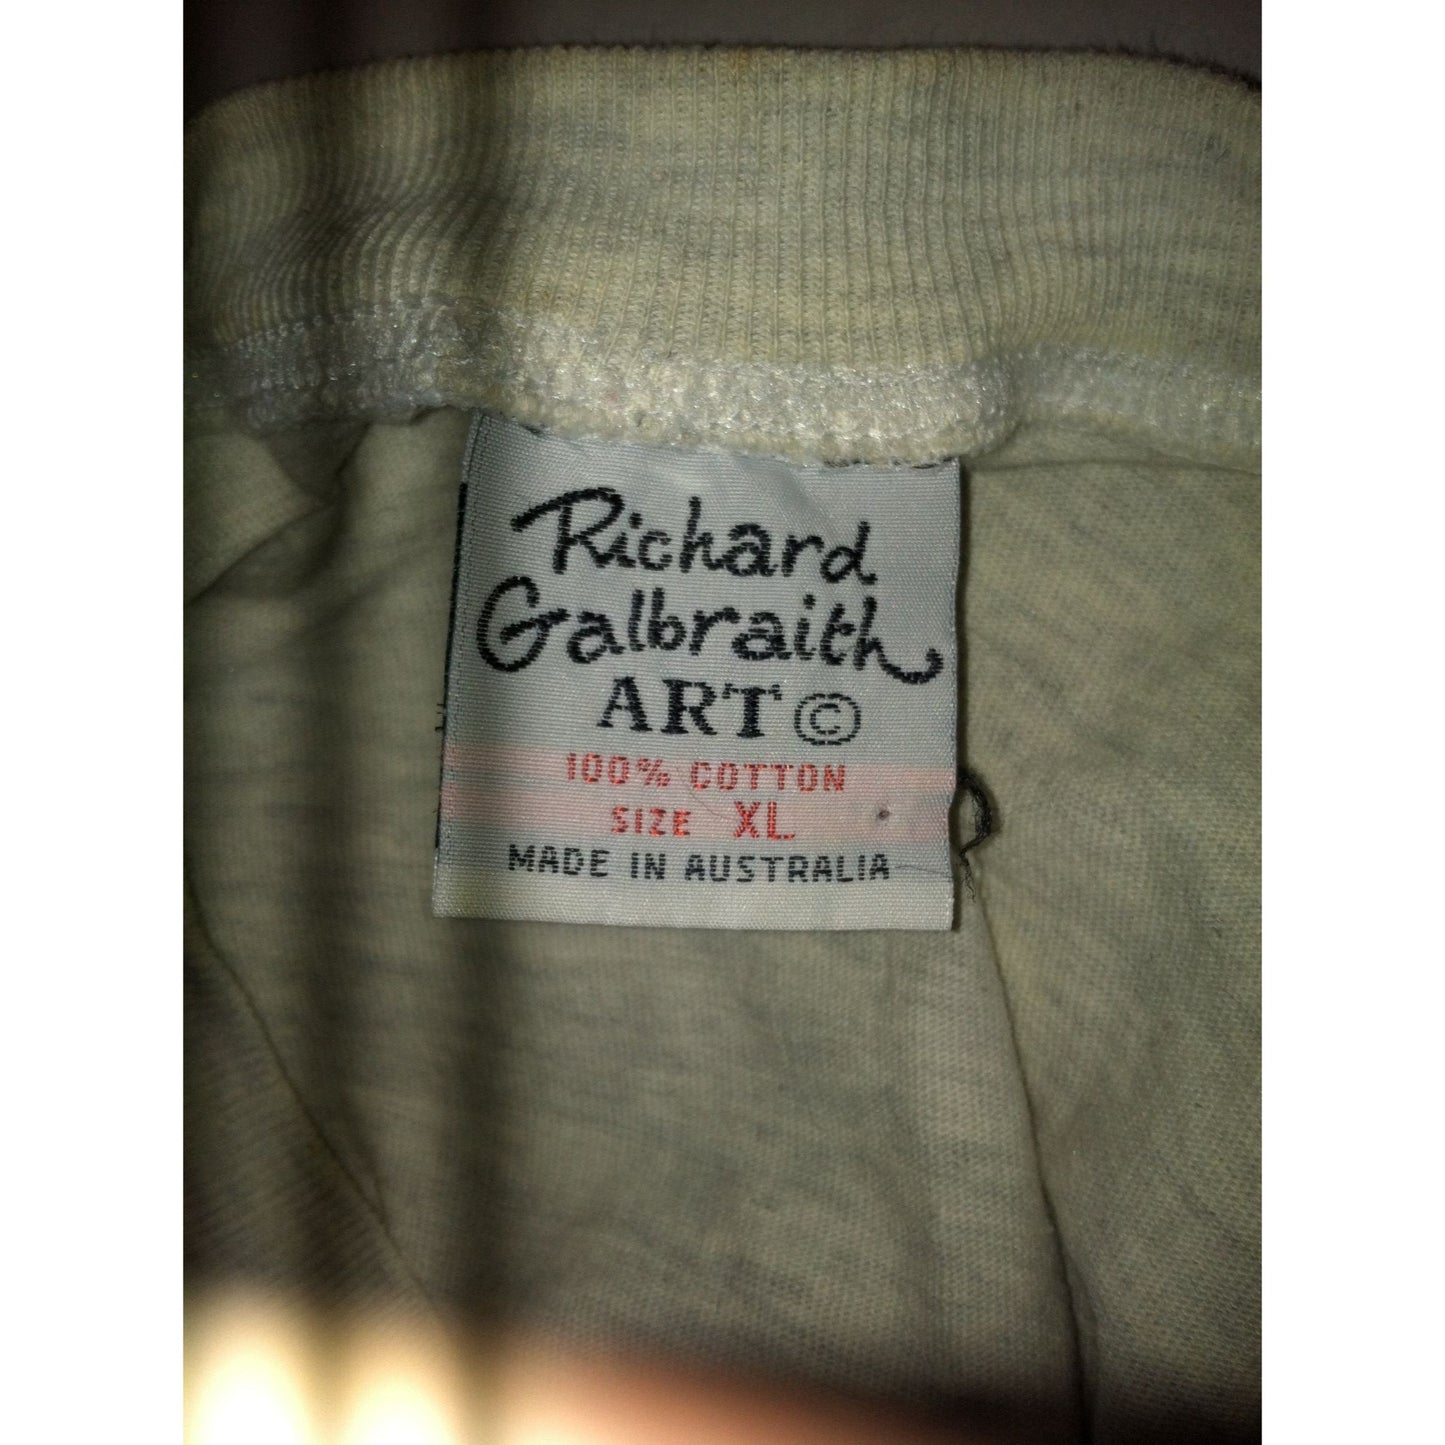 Richard
Galbraith
ART ©
100% COTTON
SIZE XL
MADE IN AUSTRALIA